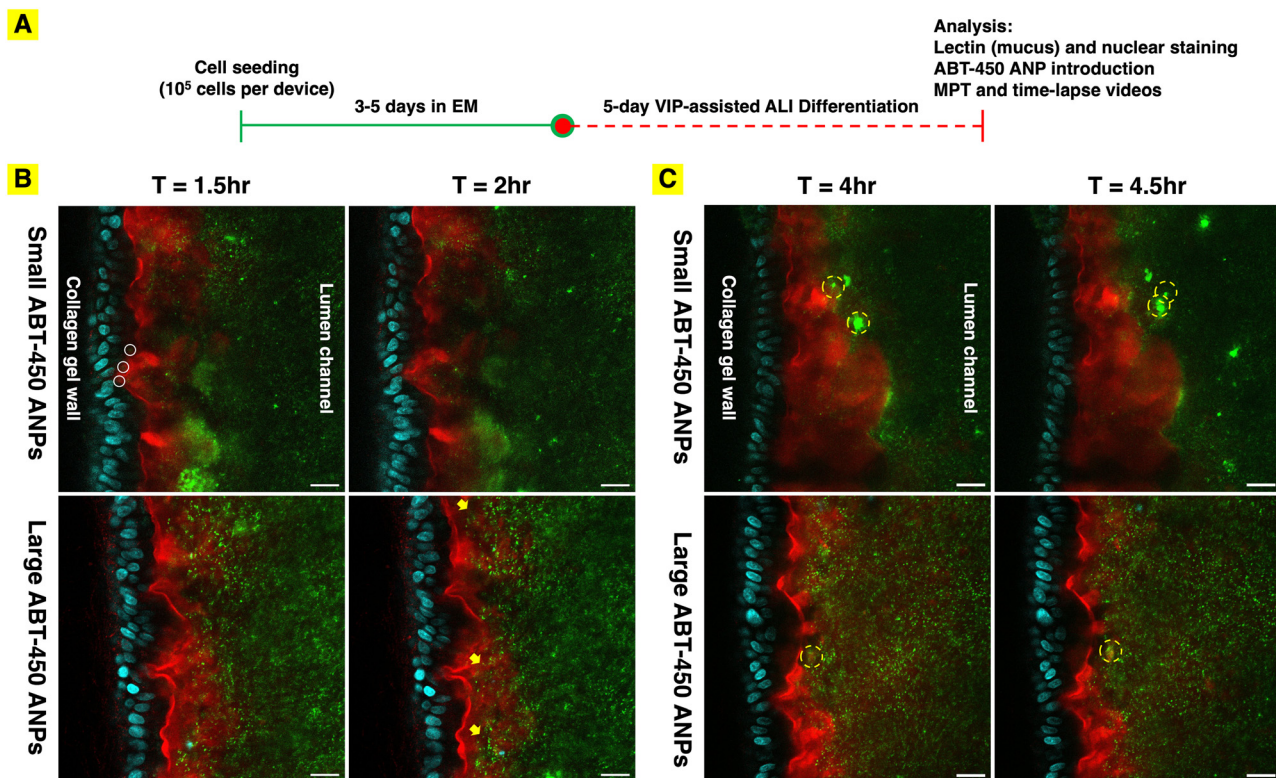 A
Cell seeding
(10⁵ cells per device)
3-5 days in EM
5-day VIP-assisted ALI Differentiation
Analysis:
Lectin (mucus) and nuclear staining
ABT-450 ANP introduction
MPT and time-lapse videos
B
T = 1.5hr
T = 2hr
Small ABT-450 ANPs
Collagen gel wall
Lumen channel
Large ABT-450 ANPs
C
T = 4hr
T = 4.5hr
Small ABT-450 ANPs
Collagen gel wall
Lumen channel
Large ABT-450 ANPs